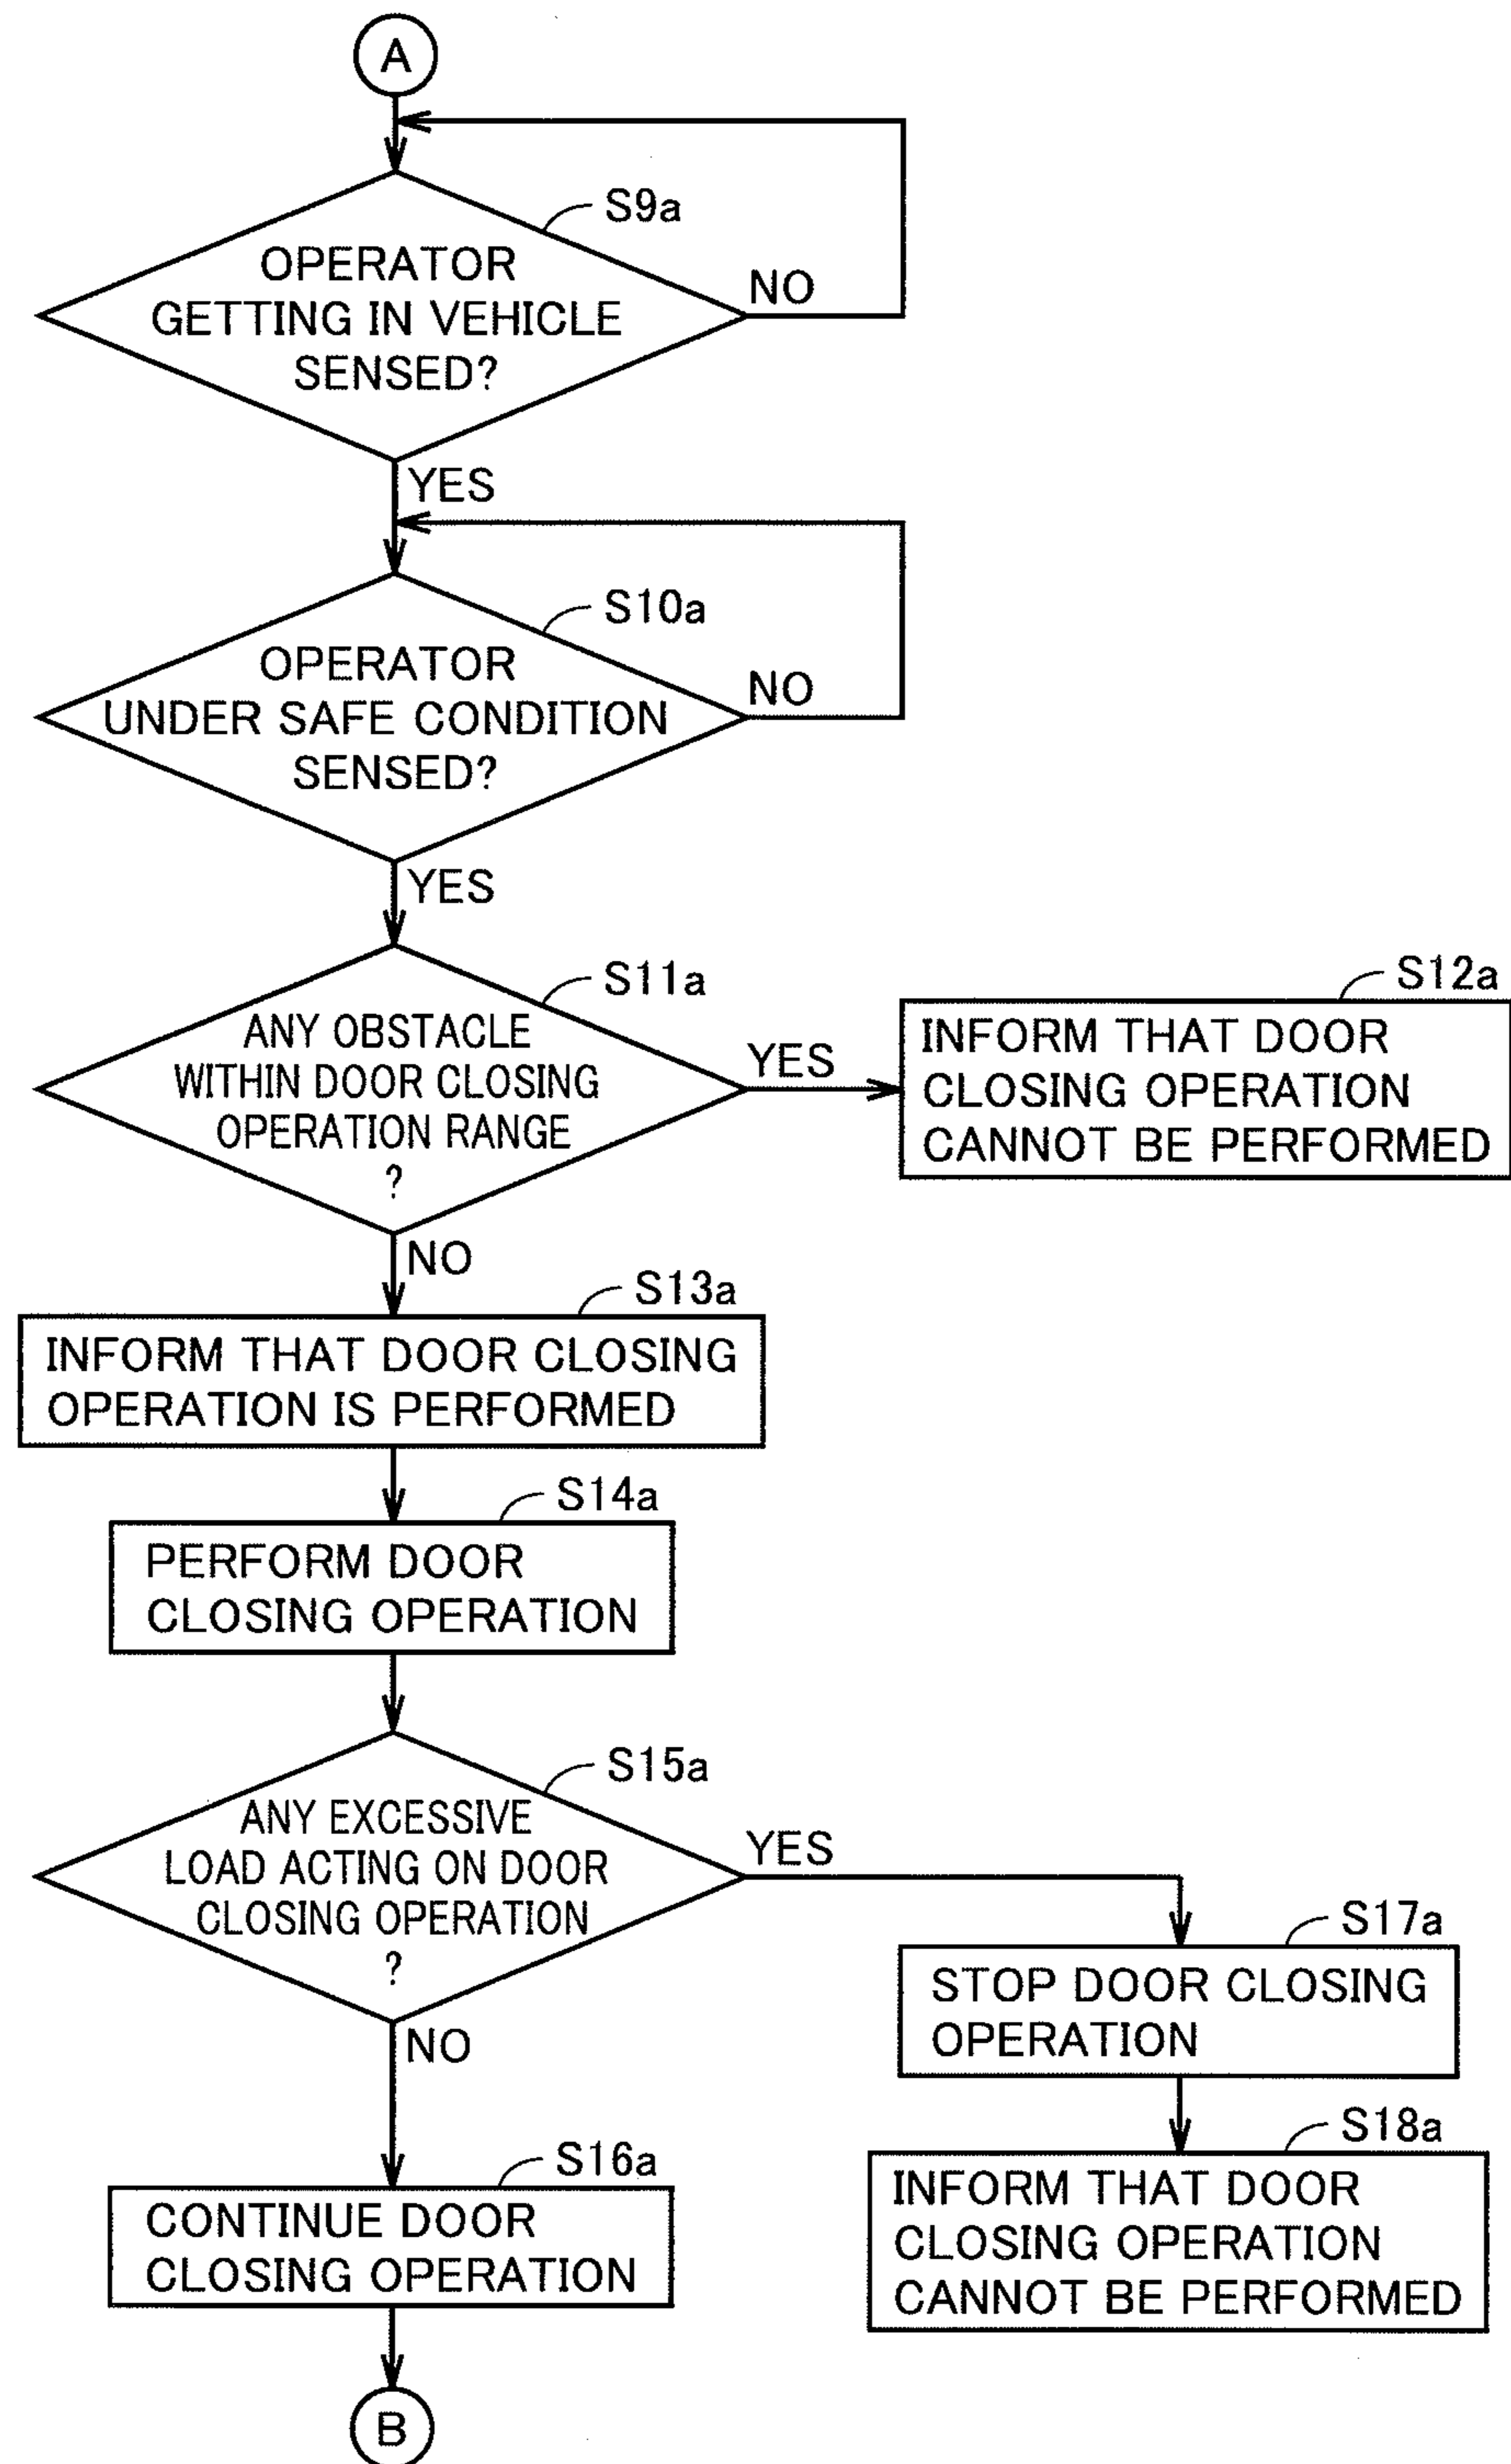 A
S9a
OPERATOR
GETTING IN VEHICLE
SENSED?
NO
YES
S10a
OPERATOR
UNDER SAFE CONDITION
SENSED?
NO
YES
S11a
ANY OBSTACLE
WITHIN DOOR CLOSING
OPERATION RANGE
?
YES
S12a
INFORM THAT DOOR
CLOSING OPERATION
CANNOT BE PERFORMED
NO
S13a
INFORM THAT DOOR CLOSING
OPERATION IS PERFORMED
S14a
PERFORM DOOR
CLOSING OPERATION
S15a
ANY EXCESSIVE
LOAD ACTING ON DOOR
CLOSING OPERATION
?
YES
S17a
STOP DOOR CLOSING
OPERATION
NO
S18a
INFORM THAT DOOR
CLOSING OPERATION
CANNOT BE PERFORMED
S16a
CONTINUE DOOR
CLOSING OPERATION
B